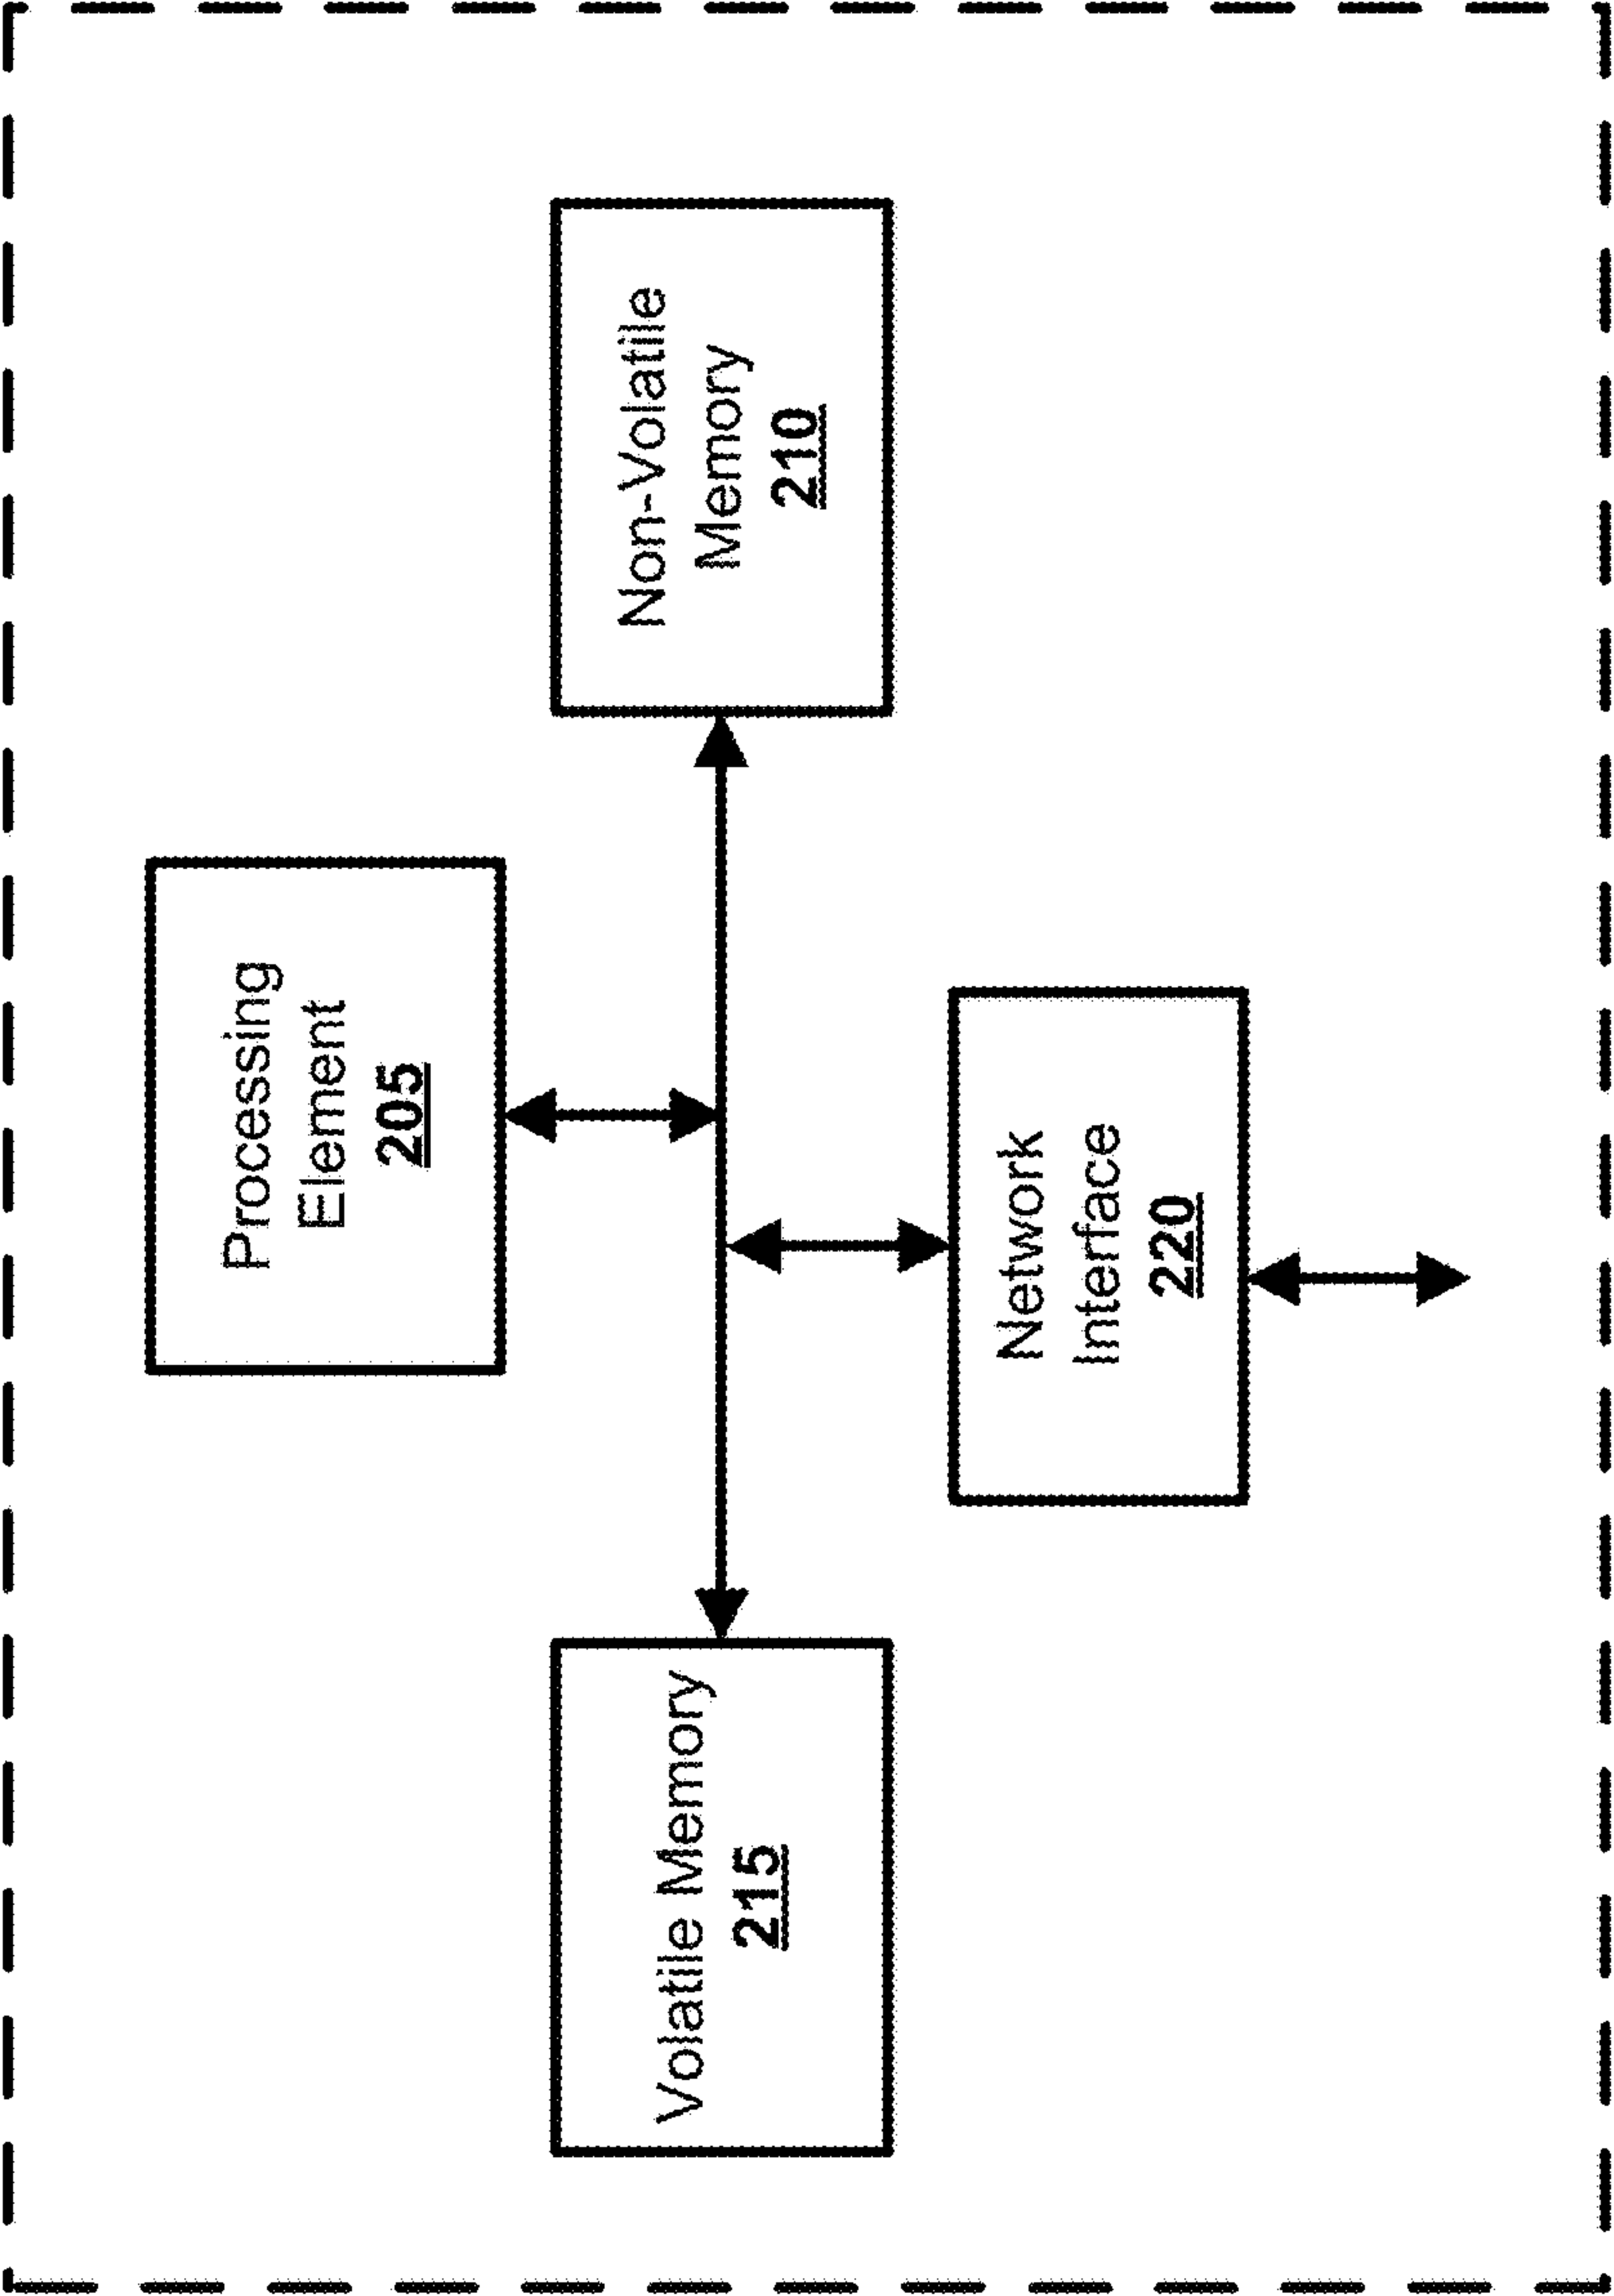 Processing
Element
205
Volatile Memory
215
Non-Volatile
Memory
210
Network
Interface
220